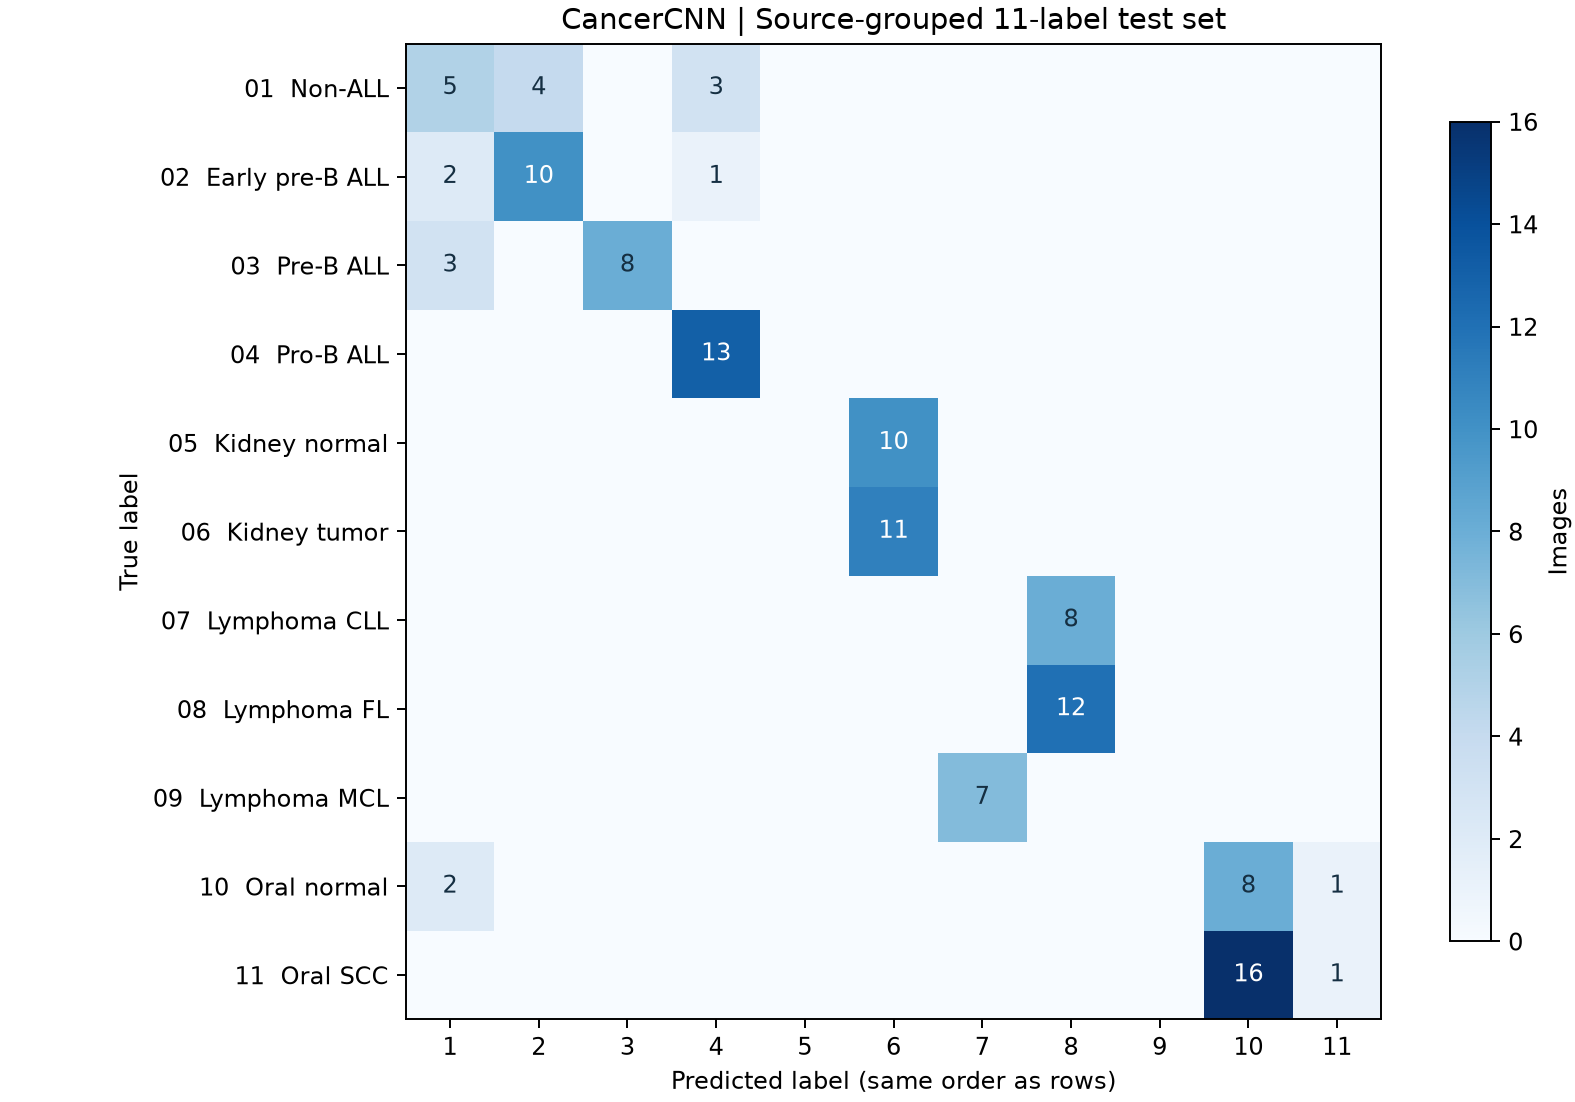 CancerCNN | Source-grouped 11-label test set
01 Non-ALL 5 4 3
02 Early pre-B ALL 2 10 1
03 Pre-B ALL 3 8
04 Pro-B ALL 13
05 Kidney normal 10
06 Kidney tumor 11
07 Lymphoma CLL 8
08 Lymphoma FL 12
09 Lymphoma MCL 7
10 Oral normal 2 8 1
11 Oral SCC 16 1
True label
1 2 3 4 5 6 7 8 9 10 11
Predicted label (same order as rows)
16
14
12
10
8
6
4
2
0
Images